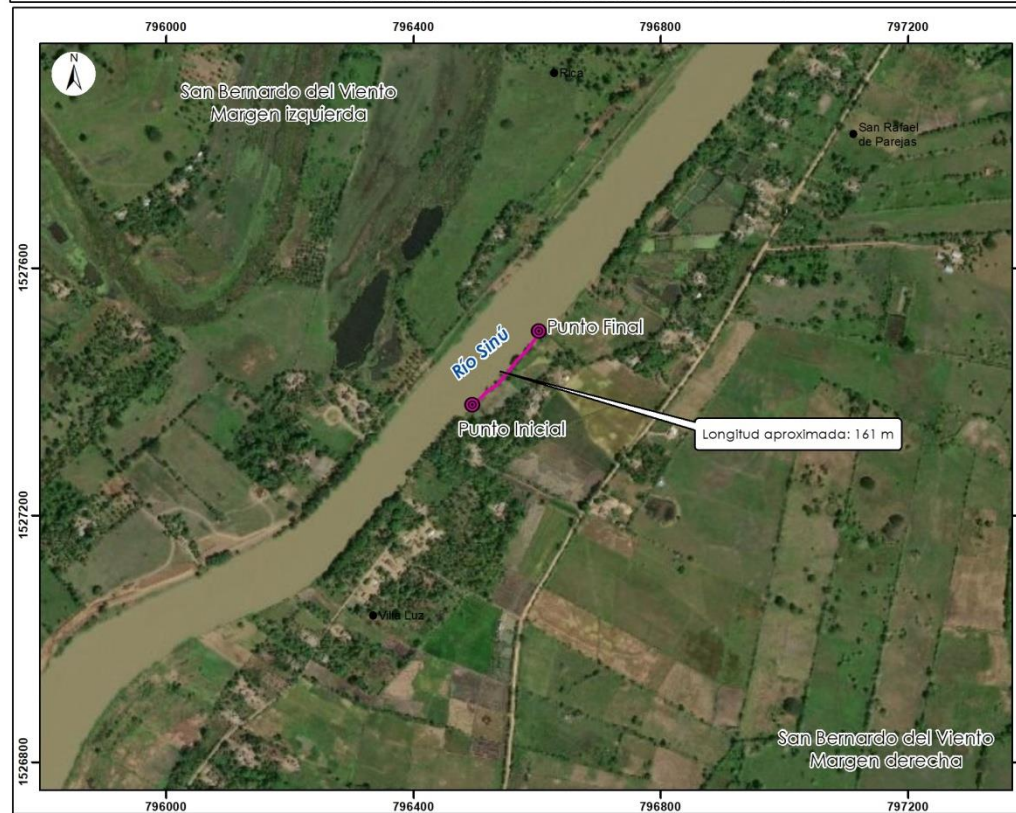 796000 796400 796800 797200
N
San Bernardo del Viento
Margen izquierda
Rica
San Rafael
de Parejas
1527600
Río Sinú
Punto Final
Punto Inicial
Longitud aproximada: 161 m
1527200
Villa Luz
San Bernardo del Viento
Margen derecha
1526800
796000 796400 796800 797200